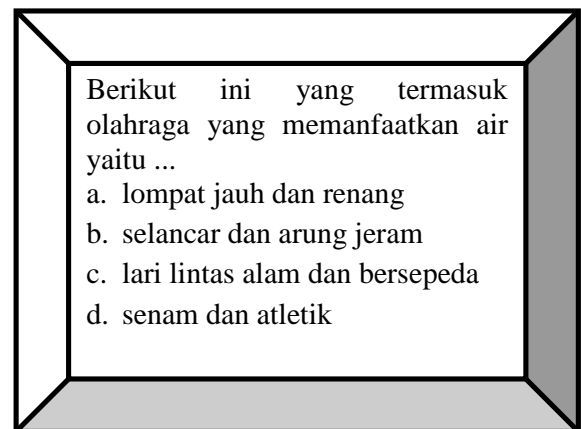 Berikut ini yang termasuk
olahraga yang memanfaatkan air
yaitu ...
a. lompat jauh dan renang
b. selancar dan arung jeram
c. lari lintas alam dan bersepeda
d. senam dan atletik